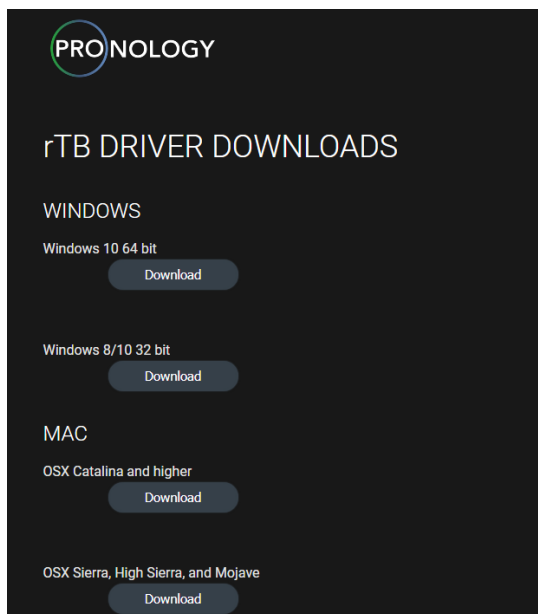 PRONOLOGY
rTB DRIVER DOWNLOADS
WINDOWS
Windows 10 64 bit
Download
Windows 8/10 32 bit
Download
MAC
OSX Catalina and higher
Download
OSX Sierra, High Sierra, and Mojave
Download